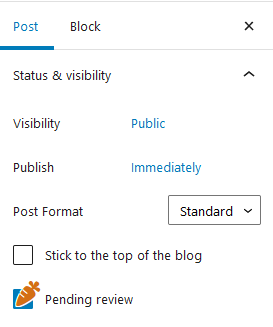 Post Block
Status & visibility
Visibility Public
Publish Immediately
Post Format Standard
Stick to the top of the blog
Pending review